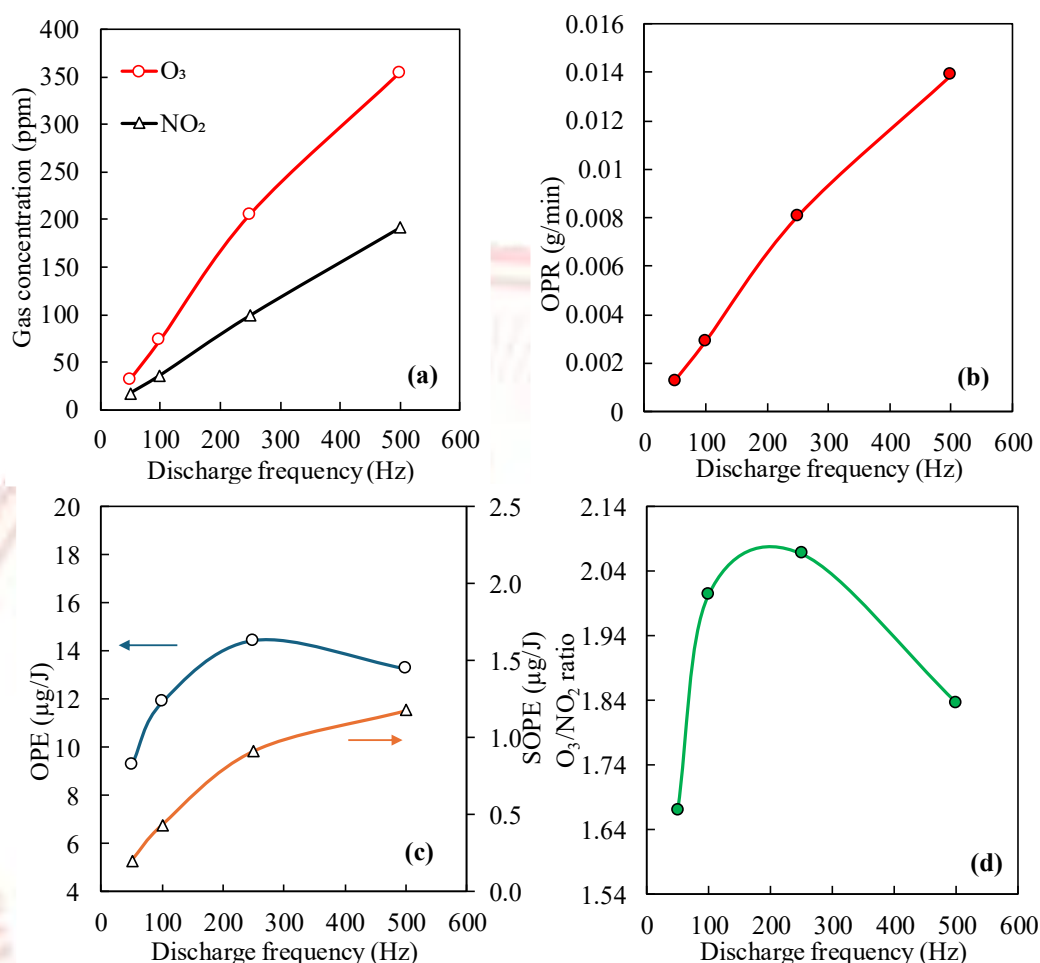 400
350
300
250
200
150
100
50
0
Gas concentration (ppm)
O₃
NO₂
(a)
0 100 200 300 400 500 600
Discharge frequency (Hz)
0.016
0.014
0.012
0.01
0.008
0.006
0.004
0.002
0
OPR (g/min)
(b)
0 100 200 300 400 500 600
Discharge frequency (Hz)
20
18
16
14
12
10
8
6
4
OPE (µg/J)
2.5
2.0
1.5
1.0
0.5
0.0
SOPE (µg/J)
(c)
0 100 200 300 400 500 600
Discharge frequency (Hz)
2.14
2.04
1.94
1.84
1.74
1.64
1.54
O₃/NO₂ ratio
(d)
0 100 200 300 400 500 600
Discharge frequency (Hz)